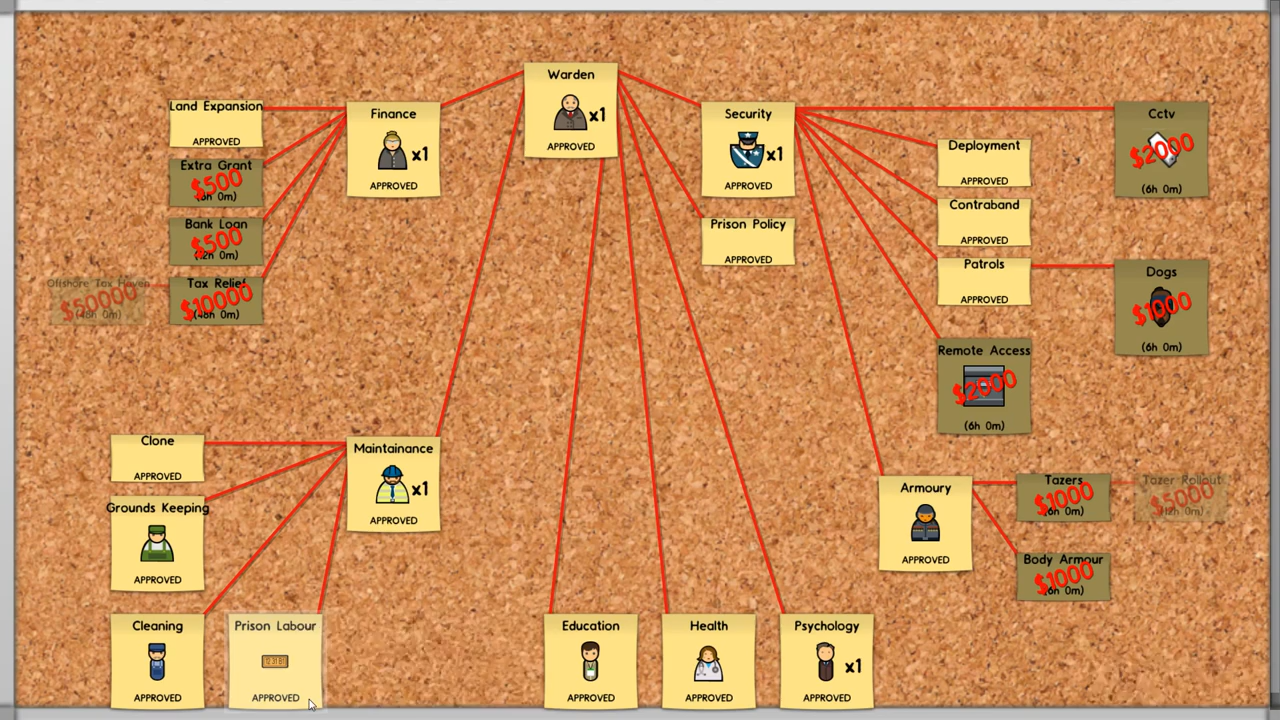 Warden
x1
APPROVED
Land Expansion
APPROVED
Extra Grant
$500
Bank Loan
$500
Tax Relief
$10000
(48h 0m)
Offshore Tax Haven
$50000
(48h 0m)
Finance
x1
APPROVED
Security
x1
APPROVED
Prison Policy
APPROVED
Deployment
APPROVED
Contraband
APPROVED
Patrols
APPROVED
Cctv
$2000
(6h 0m)
Dogs
$1000
(6h 0m)
Remote Access
$2000
(6h 0m)
Clone
APPROVED
Grounds Keeping
APPROVED
Maintainance
x1
APPROVED
Armoury
APPROVED
Tazers
$1000
(6h 0m)
Tazer Rollout
$5000
(12h 0m)
Body Armour
$1000
(6h 0m)
Cleaning
APPROVED
Prison Labour
APPROVED
Education
APPROVED
Health
APPROVED
Psychology
x1
APPROVED